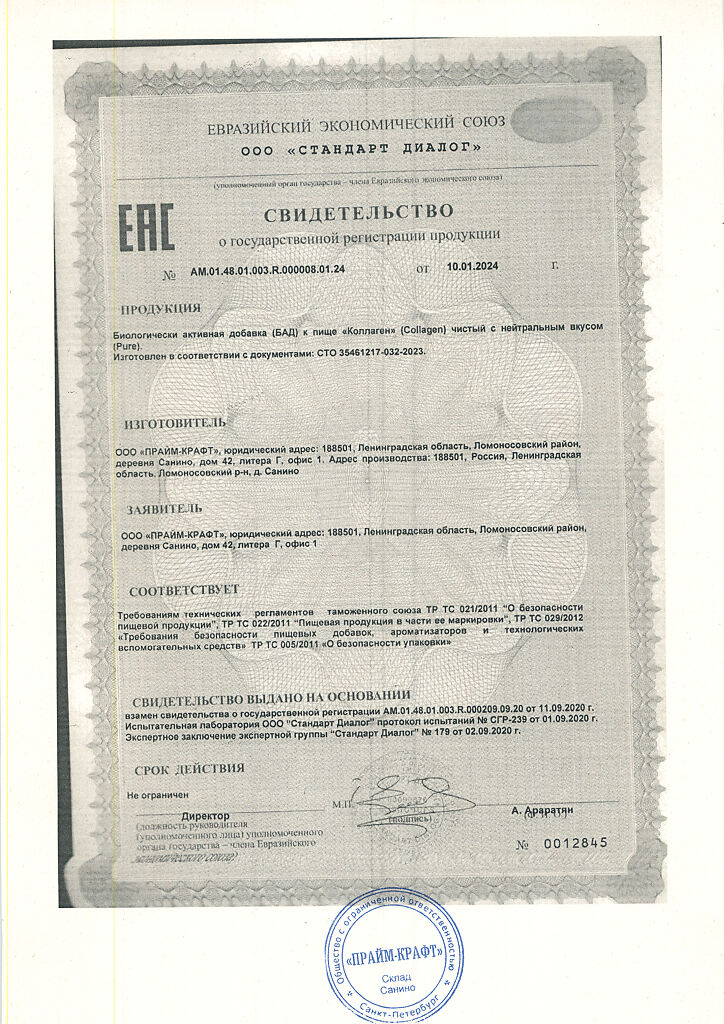 ЕВРАЗИЙСКИЙ ЭКОНОМИЧЕСКИЙ СОЮЗ
ООО «СТАНДАРТ ДИАЛОГ»
(уполномоченный орган государства – члена Евразийского экономического союза)
ЕАС
СВИДЕТЕЛЬСТВО
о государственной регистрации продукции
№ AM.01.48.01.003.R.000008.01.24 от 10.01.2024 г.
ПРОДУКЦИЯ
Биологически активная добавка (БАД) к пище «Коллаген» (Collagen) чистый с нейтральным вкусом
(Pure).
Изготовлен в соответствии с документами: СТО 35461217-032-2023.
ИЗГОТОВИТЕЛЬ
ООО «ПРАЙМ-КРАФТ», юридический адрес: 188501, Ленинградская область, Ломоносовский район,
деревня Санино, дом 42, литера Г, офис 1. Адрес производства: 188501, Россия, Ленинградская
область. Ломоносовский р-н, д. Санино
ЗАЯВИТЕЛЬ
ООО «ПРАЙМ-КРАФТ», юридический адрес: 188501, Ленинградская область, Ломоносовский район,
деревня Санино, дом 42, литера Г, офис 1
СООТВЕТСТВУЕТ
Требованиям технических регламентов таможенного союза ТР ТС 021/2011 "О безопасности
пищевой продукции", ТР ТС 022/2011 "Пищевая продукция в части ее маркировки", ТР ТС 029/2012
«Требования безопасности пищевых добавок, ароматизаторов и технологических
вспомогательных средств» ТР ТС 005/2011 «О безопасности упаковки»
СВИДЕТЕЛЬСТВО ВЫДАНО НА ОСНОВАНИИ
взамен свидетельства о государственной регистрации AM.01.48.01.003.R.000209.09.20 от 11.09.2020 г.
Испытательная лаборатория ООО "Стандарт Диалог" протокол испытаний № СГР-239 от 01.09.2020 г.
Экспертное заключение экспертной группы "Стандарт Диалог" № 179 от 02.09.2020 г.
СРОК ДЕЙСТВИЯ
Не ограничен
Директор М.П. А. Араратян
(должность руководителя (подпись) (Ф.И.О.)
(уполномоченного лица) уполномоченного
органа государства – члена Евразийского
экономического союза)
№ 0012845
Общество с ограниченной ответственностью
«ПРАЙМ-КРАФТ»
Склад
Санино
Санкт-Петербург